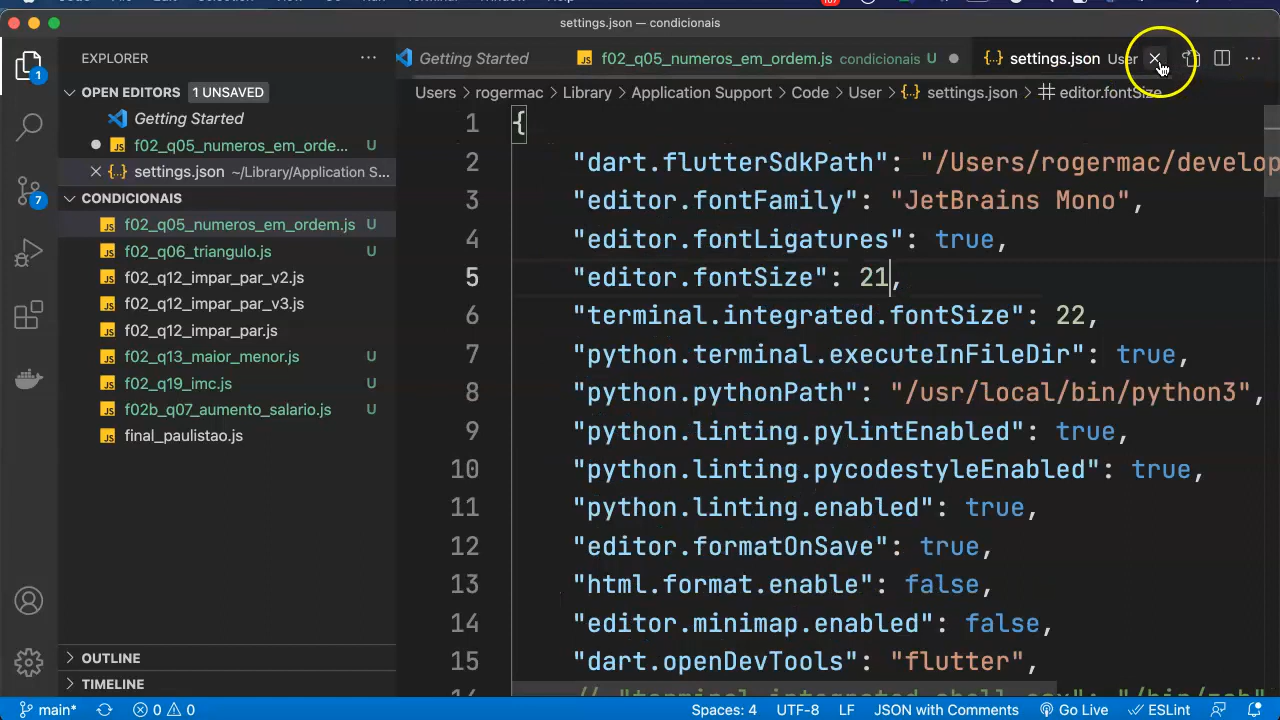 settings.json — condicionais
EXPLORER
Getting Started
f02_q05_numeros_em_ordem.js condicionais U
settings.json User
OPEN EDITORS 1 UNSAVED
Users rogermac Library Application Support Code User settings.json editor.fontSize
Getting Started
f02_q05_numeros_em_orde...
settings.json ~/Library/Application S...
CONDICIONAIS
f02_q05_numeros_em_ordem.js U
f02_q06_triangulo.js U
f02_q12_impar_par_v2.js
f02_q12_impar_par_v3.js
f02_q12_impar_par.js
f02_q13_maior_menor.js U
f02_q19_imc.js U
f02b_q07_aumento_salario.js U
final_paulistao.js
OUTLINE
TIMELINE
1
7
1 {
2 "dart.flutterSdkPath": "/Users/rogermac/develop
3 "editor.fontFamily": "JetBrains Mono",
4 "editor.fontLigatures": true,
5 "editor.fontSize": 21,
6 "terminal.integrated.fontSize": 22,
7 "python.terminal.executeInFileDir": true,
8 "python.pythonPath": "/usr/local/bin/python3",
9 "python.linting.pylintEnabled": true,
10 "python.linting.pycodestyleEnabled": true,
11 "python.linting.enabled": true,
12 "editor.formatOnSave": true,
13 "html.format.enable": false,
14 "editor.minimap.enabled": false,
15 "dart.openDevTools": "flutter",
main* 0 0 Spaces: 4 UTF-8 LF JSON with Comments Go Live ESLint